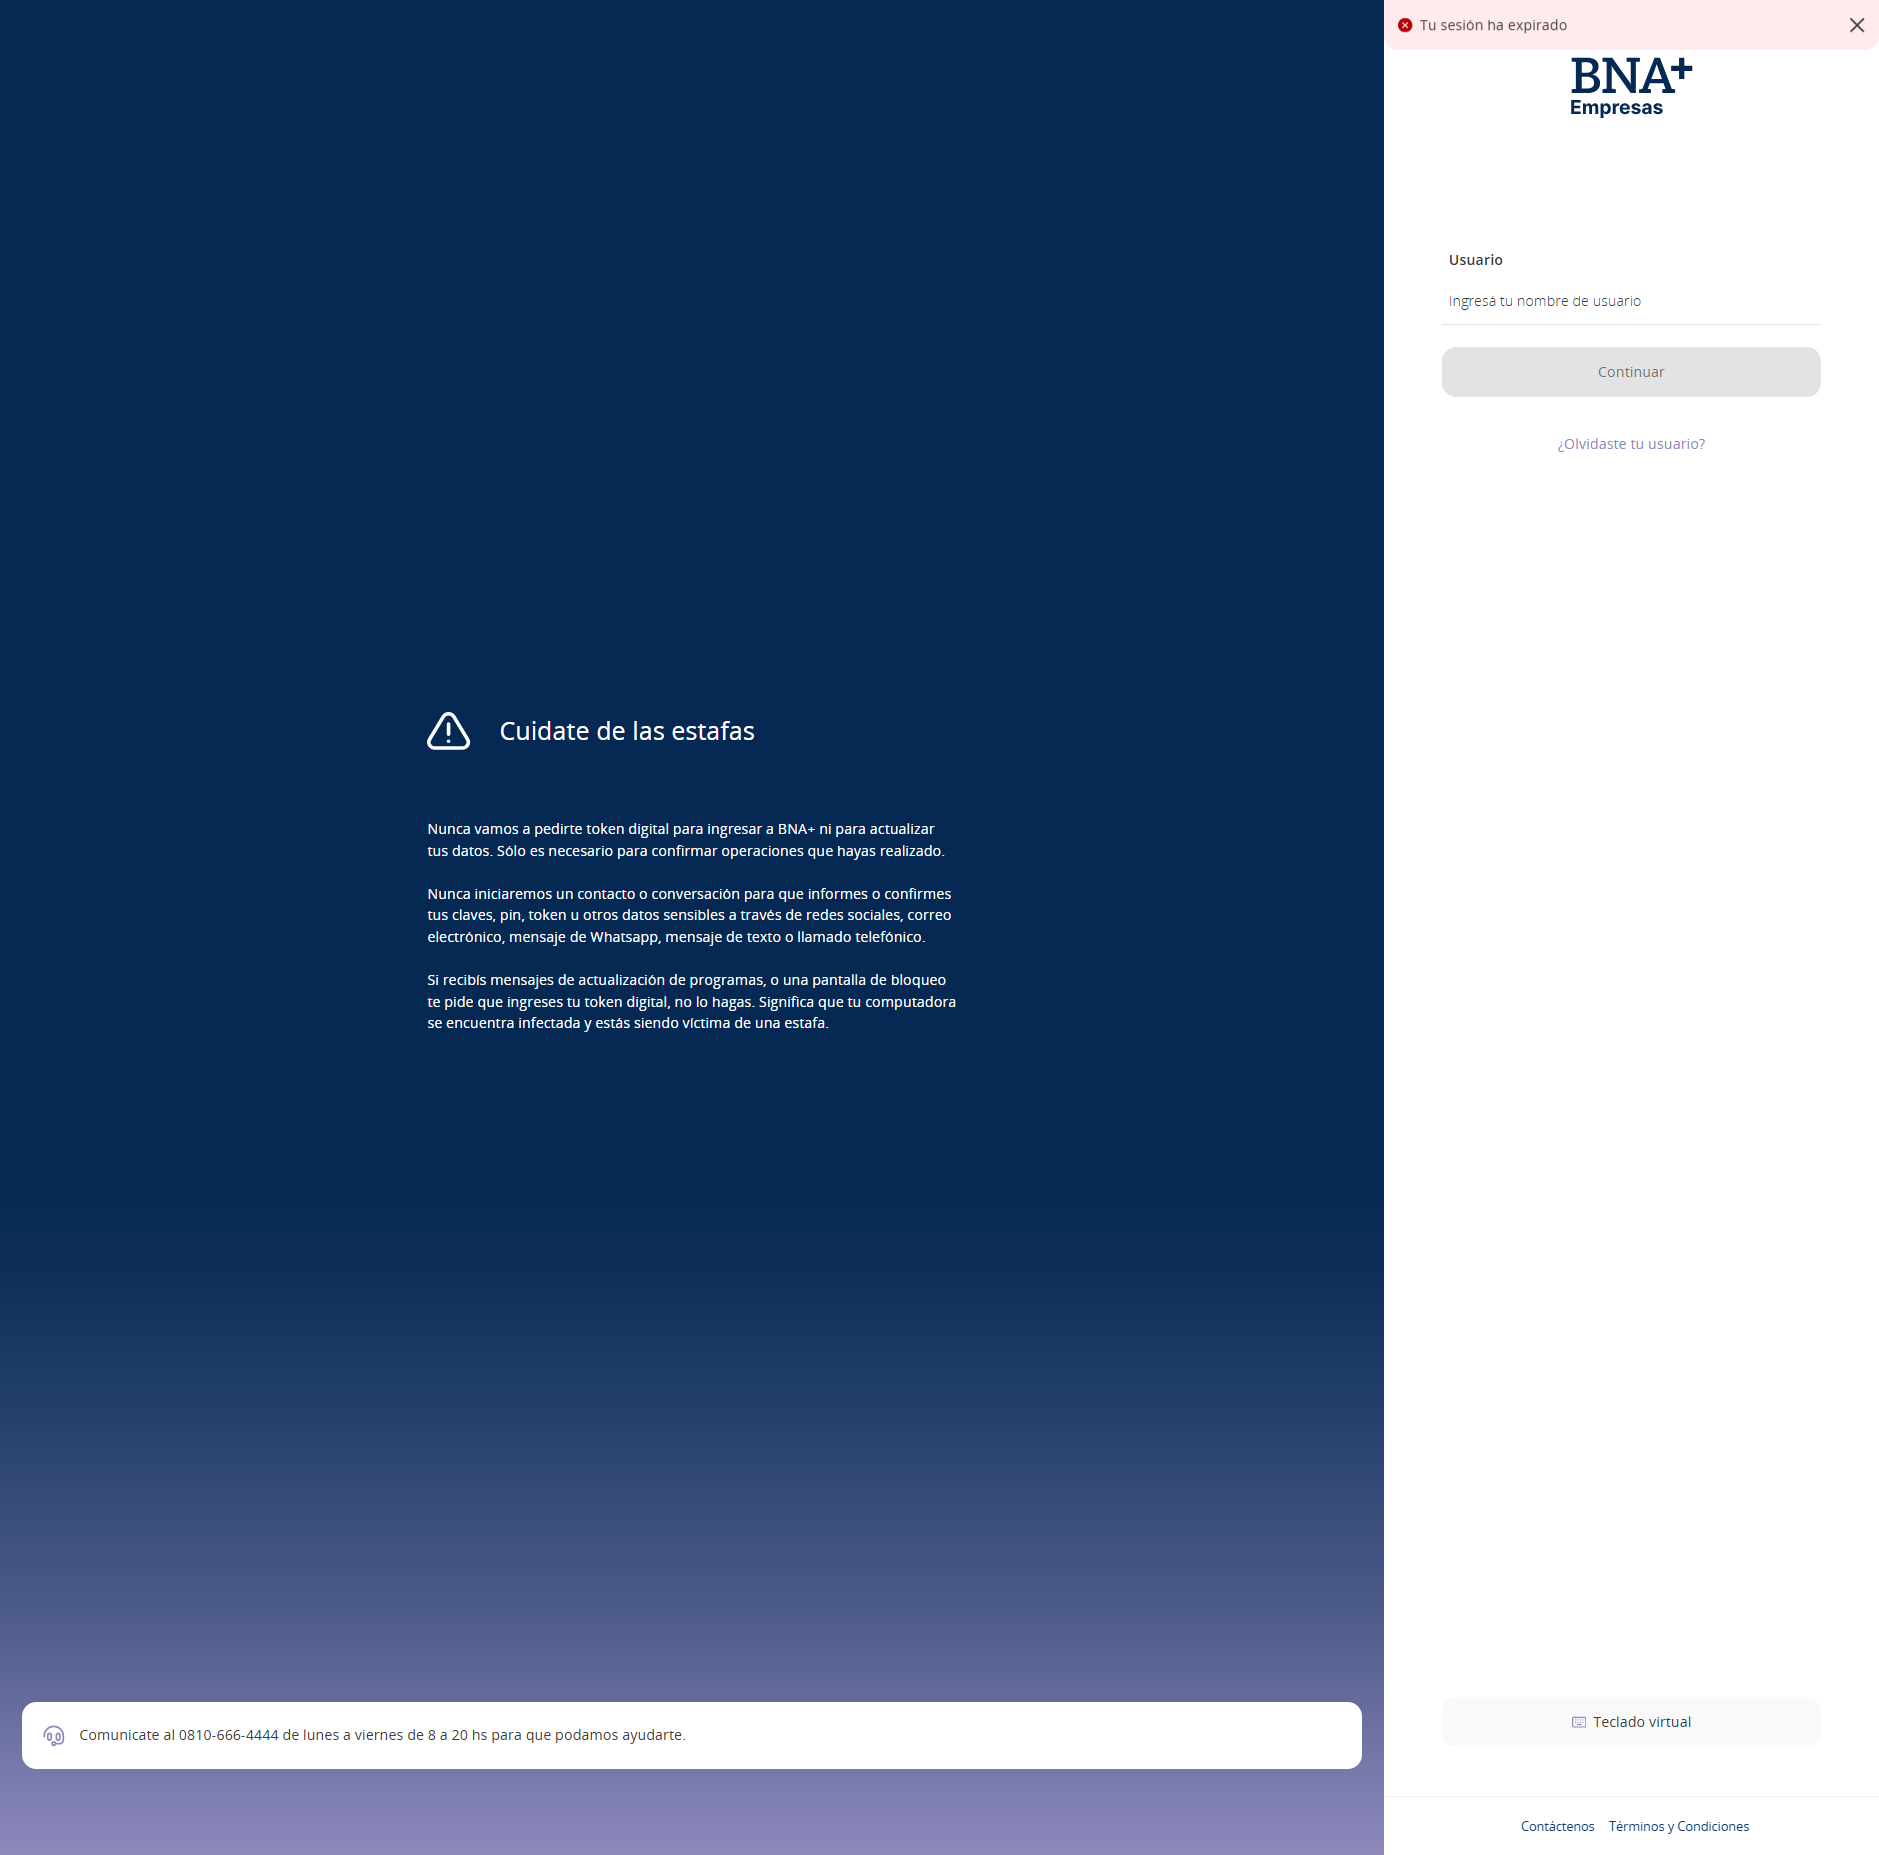 Tu sesión ha expirado
BNA+
Empresas
Usuario
Ingresá tu nombre de usuario
Continuar
¿Olvidaste tu usuario?
Cuidate de las estafas
Nunca vamos a pedirte token digital para ingresar a BNA+ ni para actualizar
tus datos. Sólo es necesario para confirmar operaciones que hayas realizado.
Nunca iniciaremos un contacto o conversación para que informes o confirmes
tus claves, pin, token u otros datos sensibles a través de redes sociales, correo
electrónico, mensaje de Whatsapp, mensaje de texto o llamado telefónico.
Si recibís mensajes de actualización de programas, o una pantalla de bloqueo
te pide que ingreses tu token digital, no lo hagas. Significa que tu computadora
se encuentra infectada y estás siendo víctima de una estafa.
Comunicate al 0810-666-4444 de lunes a viernes de 8 a 20 hs para que podamos ayudarte.
Teclado virtual
Contáctenos Términos y Condiciones